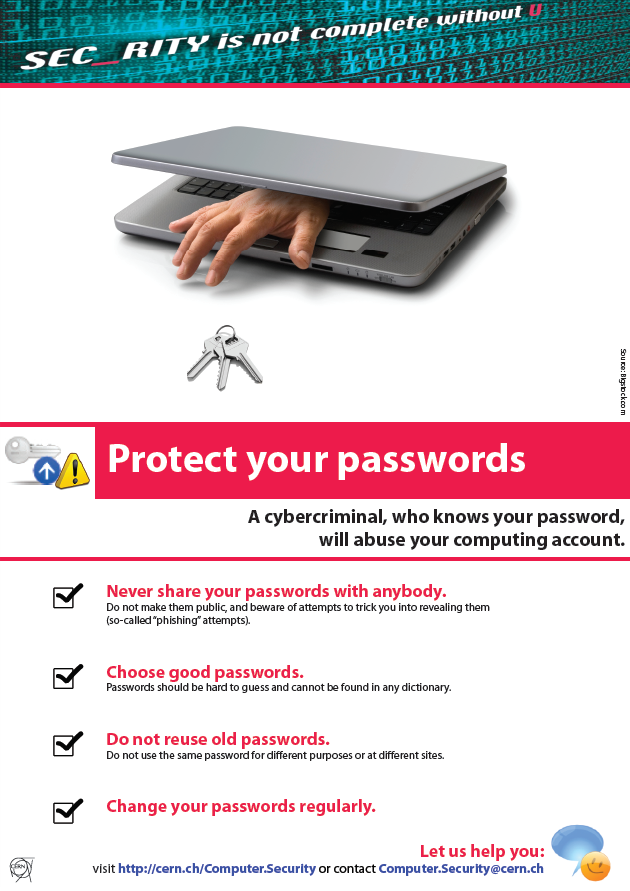 SEC_RITY is not complete without U
Source: Bigstock.com
Protect your passwords
A cybercriminal, who knows your password,
will abuse your computing account.
Never share your passwords with anybody.
Do not make them public, and beware of attempts to trick you into revealing them
(so-called “phishing” attempts).
Choose good passwords.
Passwords should be hard to guess and cannot be found in any dictionary.
Do not reuse old passwords.
Do not use the same password for different purposes or at different sites.
Change your passwords regularly.
Let us help you:
visit http://cern.ch/Computer.Security or contact Computer.Security@cern.ch
CERN